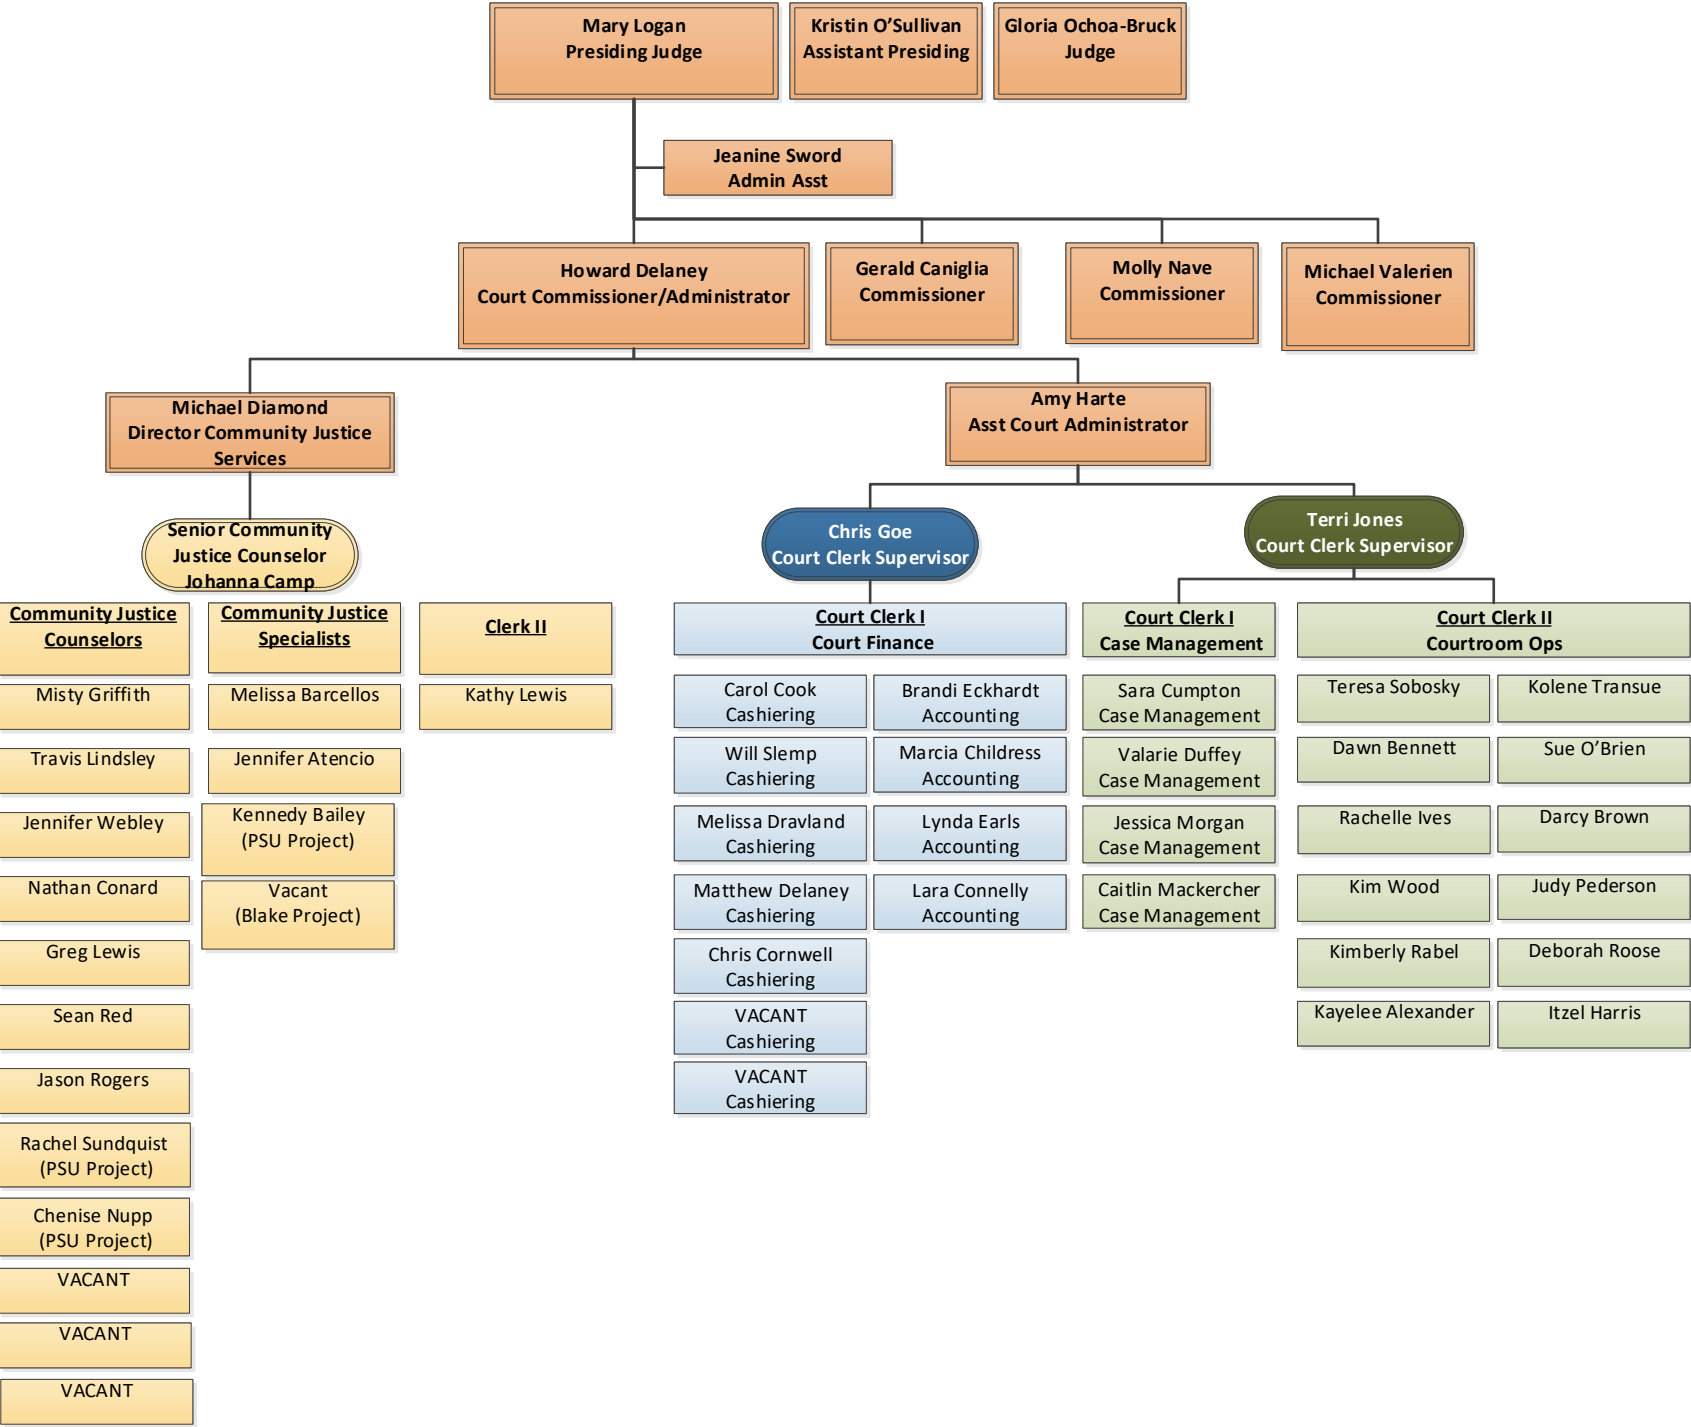 Mary Logan
Presiding Judge
Kristin O’Sullivan
Assistant Presiding
Gloria Ochoa-Bruck
Judge
Jeanine Sword
Admin Asst
Howard Delaney
Court Commissioner/Administrator
Gerald Caniglia
Commissioner
Molly Nave
Commissioner
Michael Valerien
Commissioner
Michael Diamond
Director Community Justice
Services
Amy Harte
Asst Court Administrator
Senior Community
Justice Counselor
Johanna Camp
Chris Goe
Court Clerk Supervisor
Terri Jones
Court Clerk Supervisor
Community Justice
Counselors
Misty Griffith
Travis Lindsley
Jennifer Webley
Nathan Conard
Greg Lewis
Sean Red
Jason Rogers
Rachel Sundquist
(PSU Project)
Chenise Nupp
(PSU Project)
VACANT
VACANT
VACANT
Community Justice
Specialists
Melissa Barcellos
Jennifer Atencio
Kennedy Bailey
(PSU Project)
Vacant
(Blake Project)
Clerk II
Kathy Lewis
Court Clerk I
Court Finance
Carol Cook
Cashiering
Will Slemp
Cashiering
Melissa Dravland
Cashiering
Matthew Delaney
Cashiering
Chris Cornwell
Cashiering
VACANT
Cashiering
VACANT
Cashiering
Brandi Eckhardt
Accounting
Marcia Childress
Accounting
Lynda Earls
Accounting
Lara Connelly
Accounting
Court Clerk I
Case Management
Sara Cumpton
Case Management
Valarie Duffey
Case Management
Jessica Morgan
Case Management
Caitlin Mackercher
Case Management
Court Clerk II
Courtroom Ops
Teresa Sobosky
Dawn Bennett
Rachelle Ives
Kim Wood
Kimberly Rabel
Kayelee Alexander
Kolene Transue
Sue O’Brien
Darcy Brown
Judy Pederson
Deborah Roose
Itzel Harris